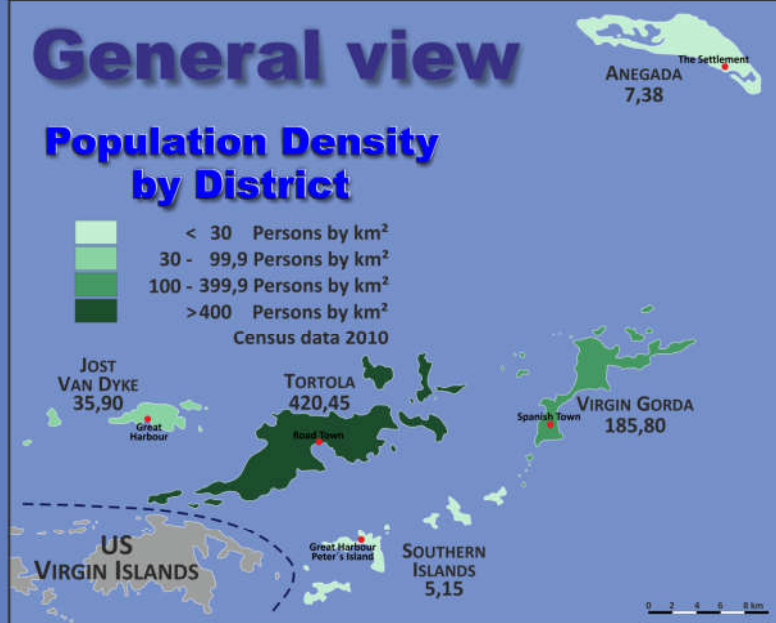 General view
The Settlement
ANEGADA
7,38
Population Density
by District
< 30 Persons by km²
30 - 99,9 Persons by km²
100 - 399,9 Persons by km²
>400 Persons by km²
Census data 2010
JOST
VAN DYKE
35,90
Great
Harbour
TORTOLA
420,45
Road Town
Spanish Town
VIRGIN GORDA
185,80
US
VIRGIN ISLANDS
Great Harbour
Peter´s Island
SOUTHERN
ISLANDS
5,15
0 2 4 6 8 km